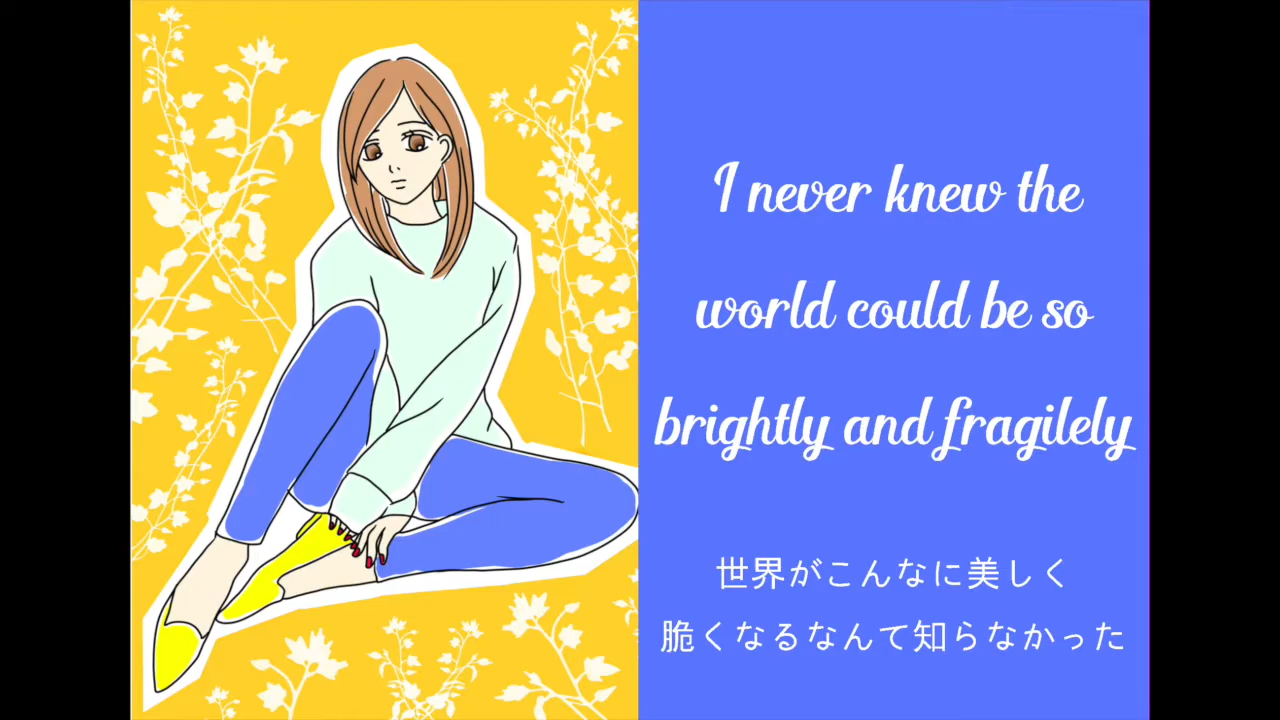 I never knew the
world could be so
brightly and fragilely
世界がこんなに美しく
脆くなるなんて知らなかった